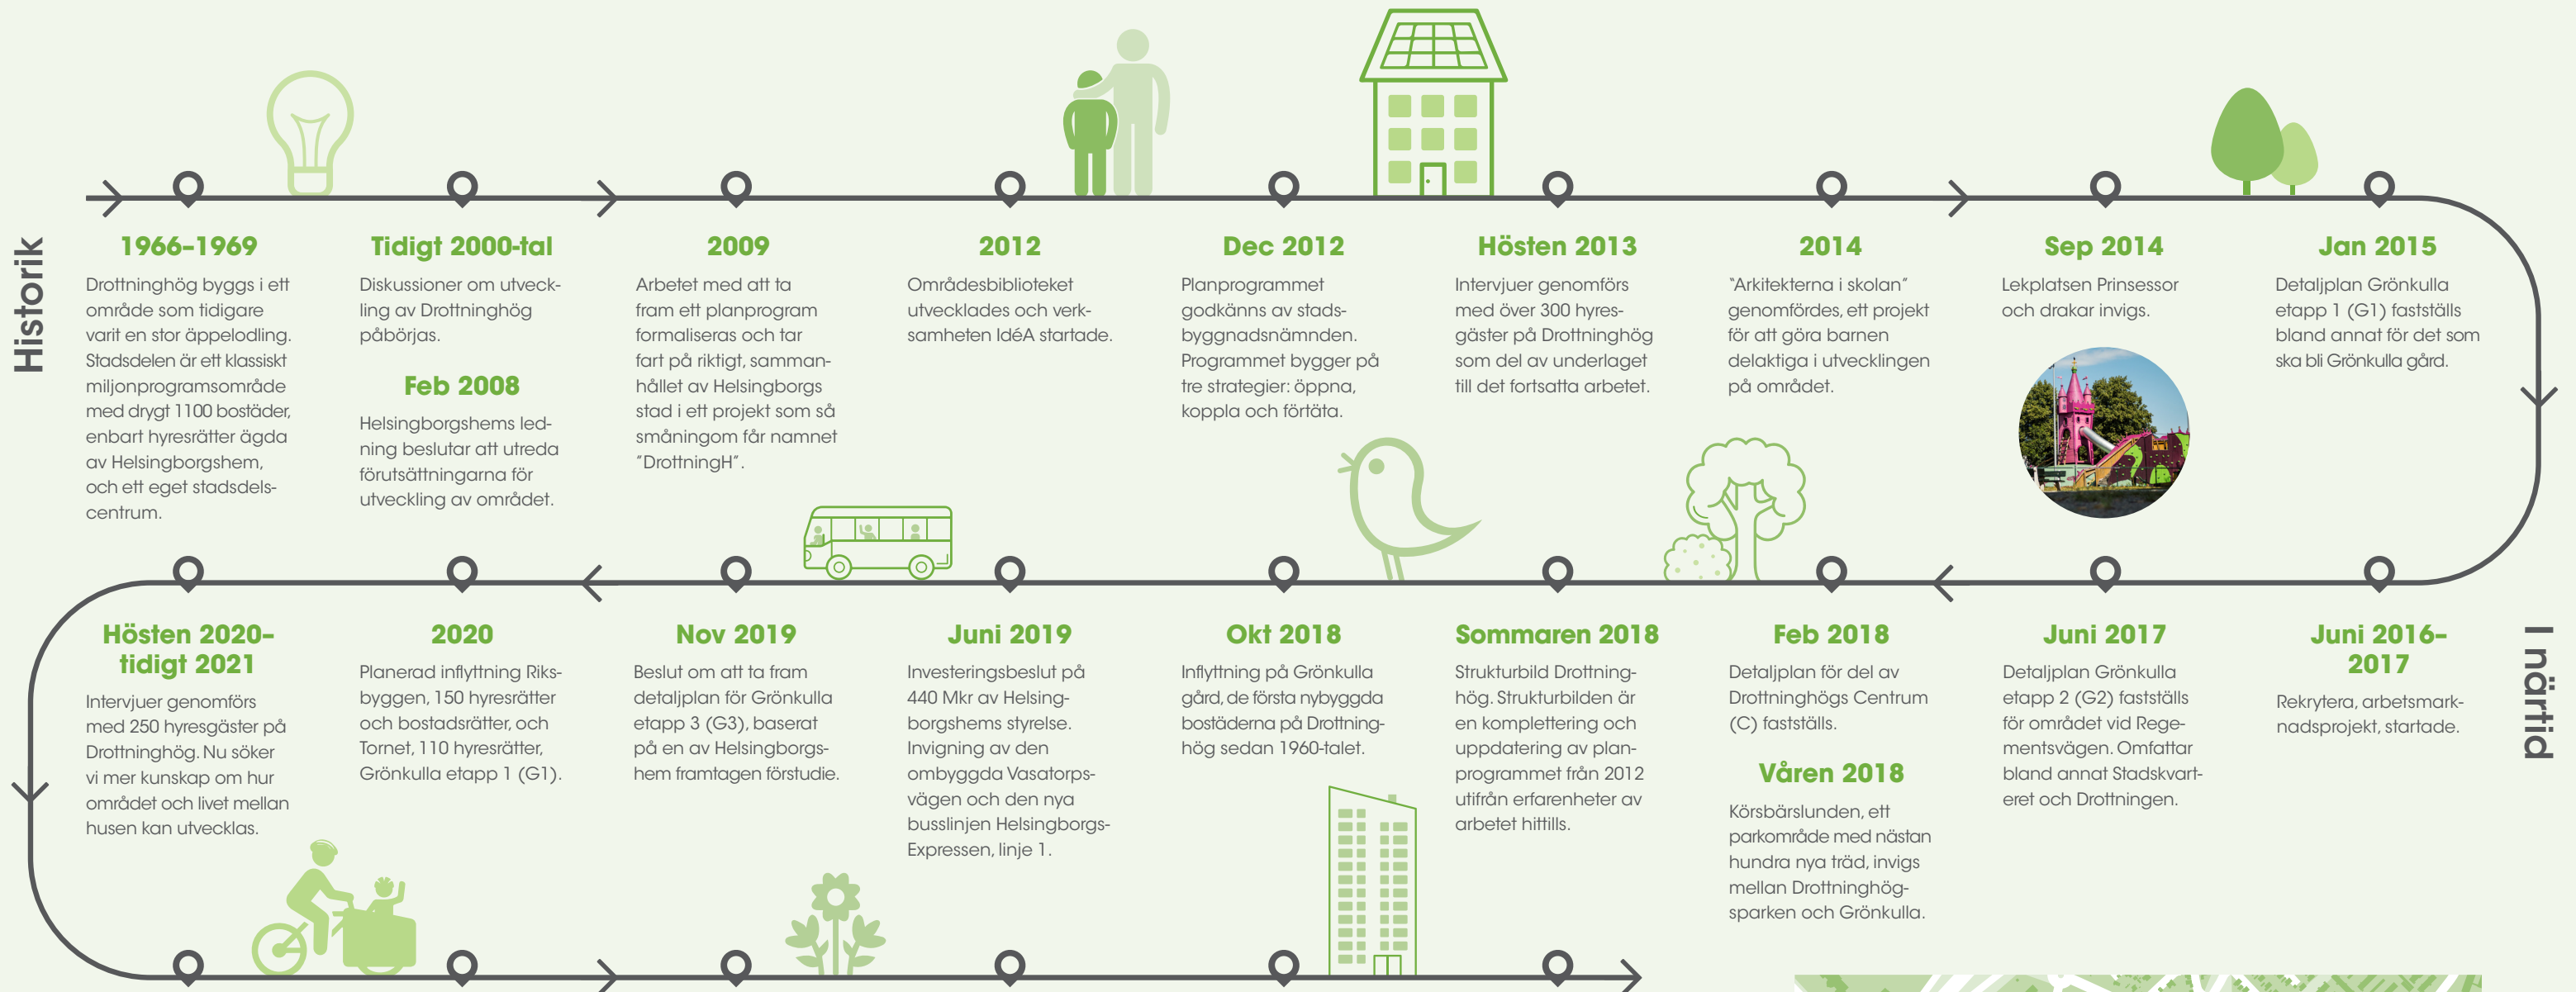 Historik
1966–1969
Drottninghög byggs i ett
område som tidigare
varit en stor äppelodling.
Stadsdelen är ett klassiskt
miljonprogramsområde
med drygt 1100 bostäder,
enbart hyresrätter ägda
av Helsingborgshem,
och ett eget stadsdels-
centrum.
Tidigt 2000-tal
Diskussioner om utveck-
ling av Drottninghög
påbörjas.
Feb 2008
Helsingborgshems led-
ning beslutar att utreda
förutsättningarna för
utveckling av området.
2009
Arbetet med att ta
fram ett planprogram
formaliseras och tar
fart på riktigt, samman-
hållet av Helsingborgs
stad i ett projekt som så
småningom får namnet
"DrottningH".
2012
Områdesbiblioteket
utvecklades och verk-
samheten IdéA startade.
Dec 2012
Planprogrammet
godkänns av stads-
byggnadsnämnden.
Programmet bygger på
tre strategier: öppna,
koppla och förtäta.
Hösten 2013
Intervjuer genomförs
med över 300 hyres-
gäster på Drottninghög
som del av underlaget
till det fortsatta arbetet.
2014
"Arkitekterna i skolan"
genomfördes, ett projekt
för att göra barnen
delaktiga i utvecklingen
på området.
Sep 2014
Lekplatsen Prinsessor
och drakar invigs.
Jan 2015
Detaljplan Grönkulla
etapp 1 (G1) fastställs
bland annat för det som
ska bli Grönkulla gård.
I närtid
Juni 2016–
2017
Rekrytera, arbetsmark-
nadsprojekt, startade.
Juni 2017
Detaljplan Grönkulla
etapp 2 (G2) fastställs
för området vid Rege-
mentsvägen. Omfattar
bland annat Stadskvart-
eret och Drottningen.
Feb 2018
Detaljplan för del av
Drottninghögs Centrum
(C) fastställs.
Våren 2018
Körsbärslunden, ett
parkområde med nästan
hundra nya träd, invigs
mellan Drottninghög-
sparken och Grönkulla.
Sommaren 2018
Strukturbild Drottning-
hög. Strukturbilden är
en komplettering och
uppdatering av plan-
programmet från 2012
utifrån erfarenheter av
arbetet hittills.
Okt 2018
Inflyttning på Grönkulla
gård, de första nybyggda
bostäderna på Drottning-
hög sedan 1960-talet.
Juni 2019
Investeringsbeslut på
440 Mkr av Helsing-
borgshems styrelse.
Invigning av den
ombyggda Vasatorps-
vägen och den nya
busslinjen Helsingborgs-
Expressen, linje 1.
Nov 2019
Beslut om att ta fram
detaljplan för Grönkulla
etapp 3 (G3), baserat
på en av Helsingborgs-
hem framtagen förstudie.
2020
Planerad inflyttning Riks-
byggen, 150 hyresrätter
och bostadsrätter, och
Tornet, 110 hyresrätter,
Grönkulla etapp 1 (G1).
Hösten 2020–
tidigt 2021
Intervjuer genomförs
med 250 hyresgäster på
Drottninghög. Nu söker
vi mer kunskap om hur
området och livet mellan
husen kan utvecklas.